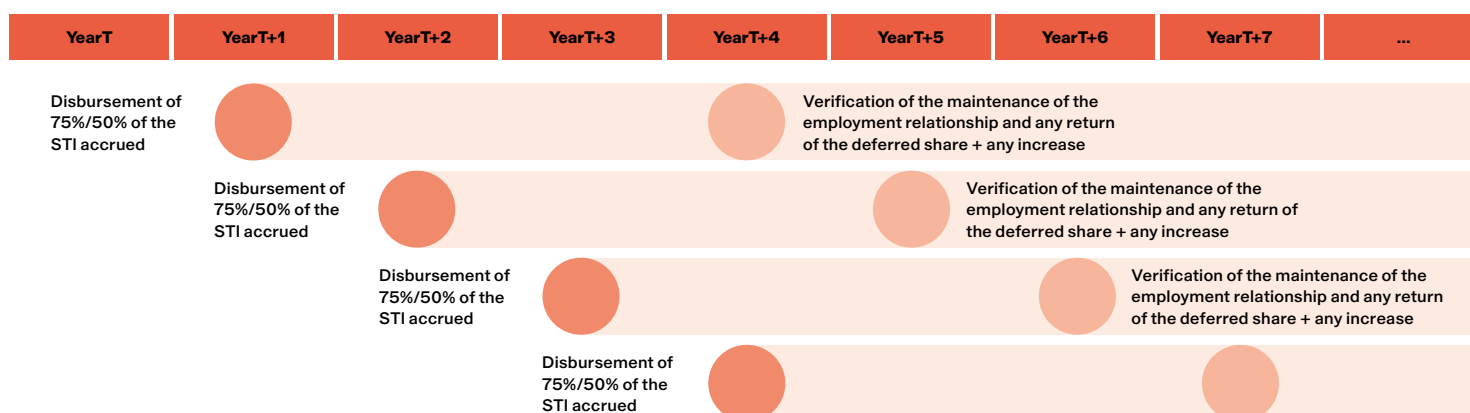 YearT YearT+1 YearT+2 YearT+3 YearT+4 YearT+5 YearT+6 YearT+7 ...
Disbursement of
75%/50% of the
STI accrued
Verification of the maintenance of the
employment relationship and any return
of the deferred share + any increase
Disbursement of
75%/50% of the
STI accrued
Verification of the maintenance of the
employment relationship and any return of
the deferred share + any increase
Disbursement of
75%/50% of the
STI accrued
Verification of the maintenance of the
employment relationship and any return
of the deferred share + any increase
Disbursement of
75%/50% of the
STI accrued